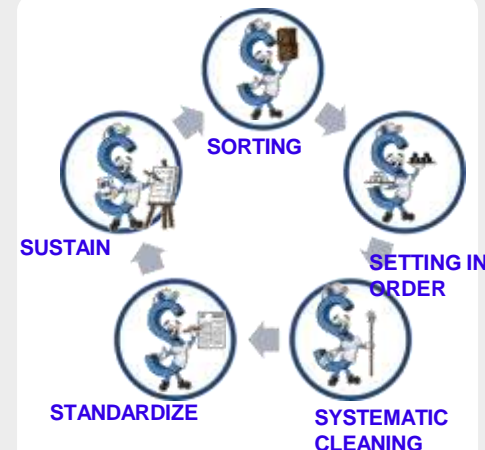 SORTING
SETTING IN
ORDER
SYSTEMATIC
CLEANING
STANDARDIZE
SUSTAIN